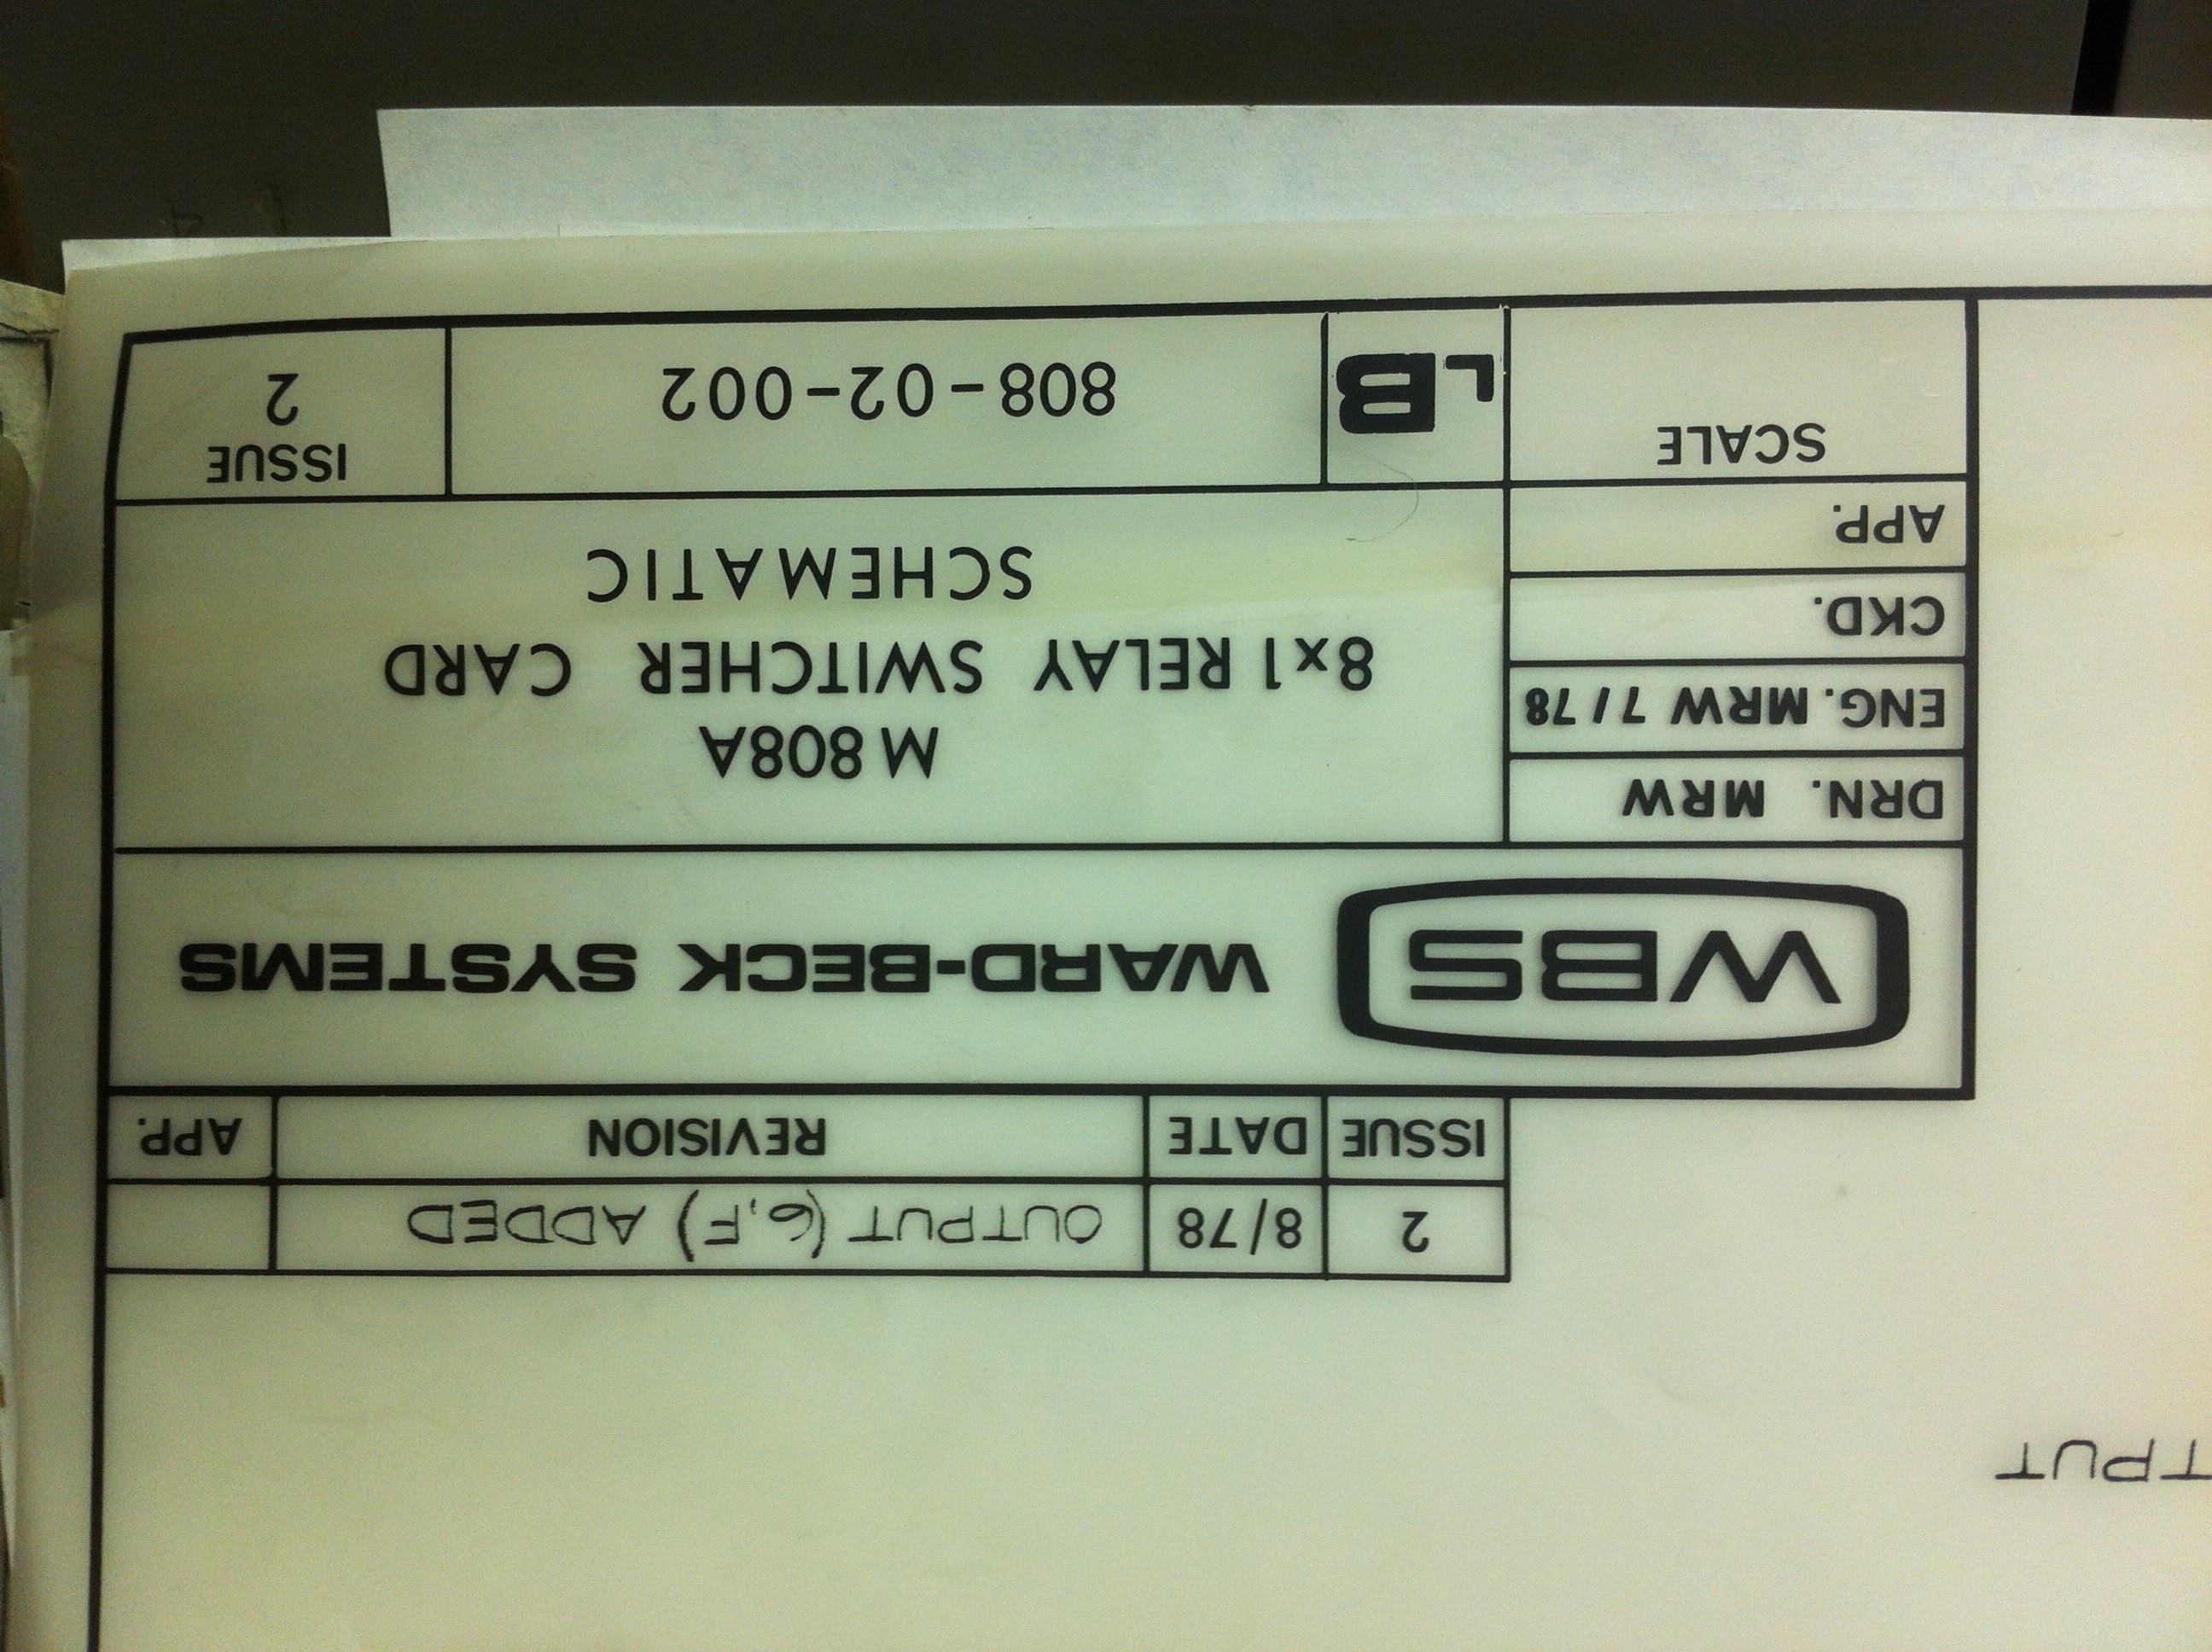 TPUT
2 8/78 OUTPUT (6,F) ADDED
ISSUE DATE REVISION APP.
WBS WARD-BECK SYSTEMS
DRN. MRW
ENG. MRW 7/78
CKD.
APP.
SCALE
M 808A
8x1 RELAY SWITCHER CARD
SCHEMATIC
LB
808-02-002
ISSUE
2